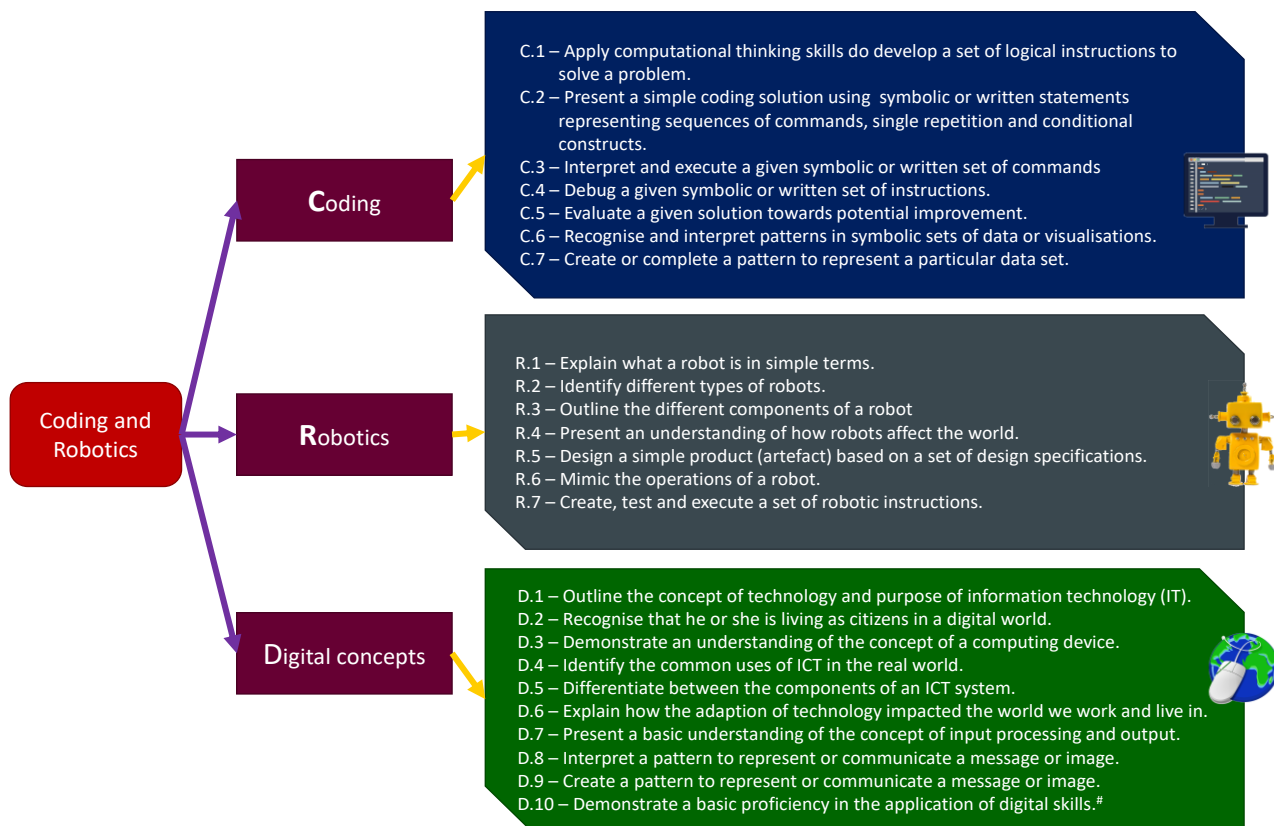 Coding and
Robotics
Coding
C.1 – Apply computational thinking skills do develop a set of logical instructions to
solve a problem.
C.2 – Present a simple coding solution using symbolic or written statements
representing sequences of commands, single repetition and conditional
constructs.
C.3 – Interpret and execute a given symbolic or written set of commands
C.4 – Debug a given symbolic or written set of instructions.
C.5 – Evaluate a given solution towards potential improvement.
C.6 – Recognise and interpret patterns in symbolic sets of data or visualisations.
C.7 – Create or complete a pattern to represent a particular data set.
Robotics
R.1 – Explain what a robot is in simple terms.
R.2 – Identify different types of robots.
R.3 – Outline the different components of a robot
R.4 – Present an understanding of how robots affect the world.
R.5 – Design a simple product (artefact) based on a set of design specifications.
R.6 – Mimic the operations of a robot.
R.7 – Create, test and execute a set of robotic instructions.
Digital concepts
D.1 – Outline the concept of technology and purpose of information technology (IT).
D.2 – Recognise that he or she is living as citizens in a digital world.
D.3 – Demonstrate an understanding of the concept of a computing device.
D.4 – Identify the common uses of ICT in the real world.
D.5 – Differentiate between the components of an ICT system.
D.6 – Explain how the adaption of technology impacted the world we work and live in.
D.7 – Present a basic understanding of the concept of input processing and output.
D.8 – Interpret a pattern to represent or communicate a message or image.
D.9 – Create a pattern to represent or communicate a message or image.
D.10 – Demonstrate a basic proficiency in the application of digital skills.#